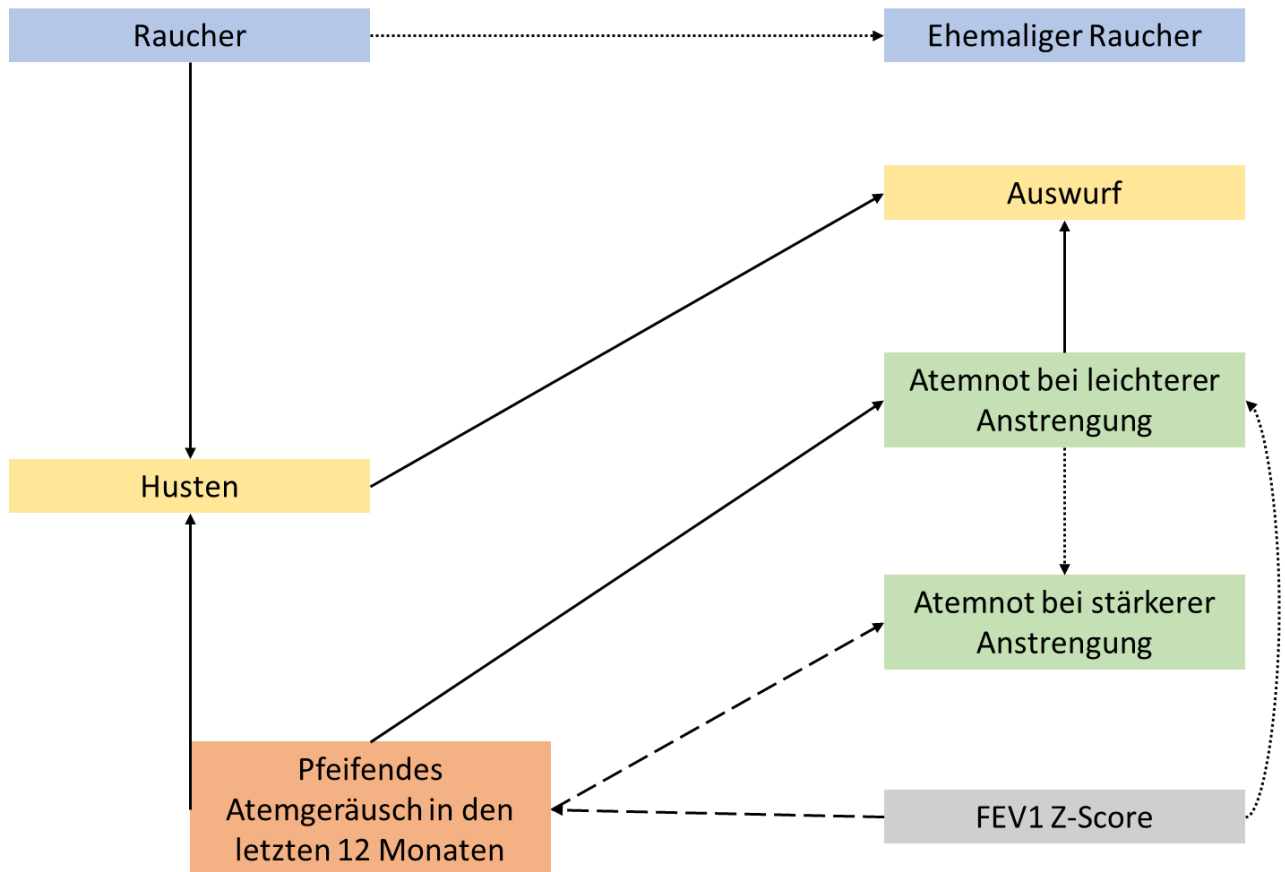 Raucher
Ehemaliger Raucher
Auswurf
Atemnot bei leichterer
Anstrengung
Husten
Atemnot bei stärkerer
Anstrengung
Pfeifendes
Atemgeräusch in den
letzten 12 Monaten
FEV1 Z-Score